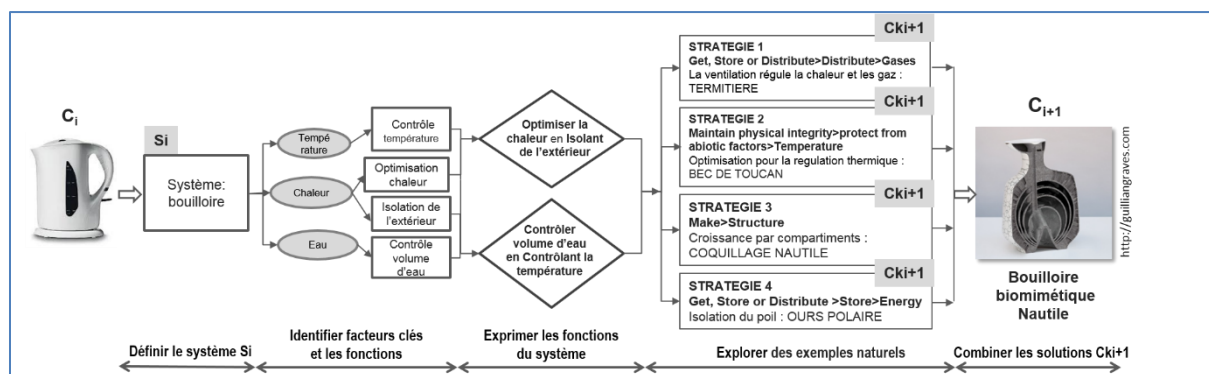 Ci
Si
Système:
bouilloire
Tempé
rature
Chaleur
Eau
Contrôle
température
Optimisation
chaleur
Isolation de
l'extérieur
Contrôle
volume
d'eau
Optimiser la
chaleur en Isolant
de l'extérieur
Contrôler
volume d'eau
en Contrôlant la
température
Cki+1
STRATEGIE 1
Get, Store or Distribute>Distribute>Gases
La ventilation régule la chaleur et les gaz :
TERMITIERE
Cki+1
STRATEGIE 2
Maintain physical integrity>protect from
abiotic factors>Temperature
Optimisation pour la regulation thermique :
BEC DE TOUCAN
Cki+1
STRATEGIE 3
Make>Structure
Croissance par compartiments :
COQUILLAGE NAUTILE
Cki+1
STRATEGIE 4
Get, Store or Distribute >Store>Energy
Isolation du poil : OURS POLAIRE
Ci+1
http://guilliangraves.com
Bouilloire
biomimétique
Nautile
Définir le système Si
Identifier facteurs clés
et les fonctions
Exprimer les fonctions
du système
Explorer des exemples naturels
Combiner les solutions Cki+1